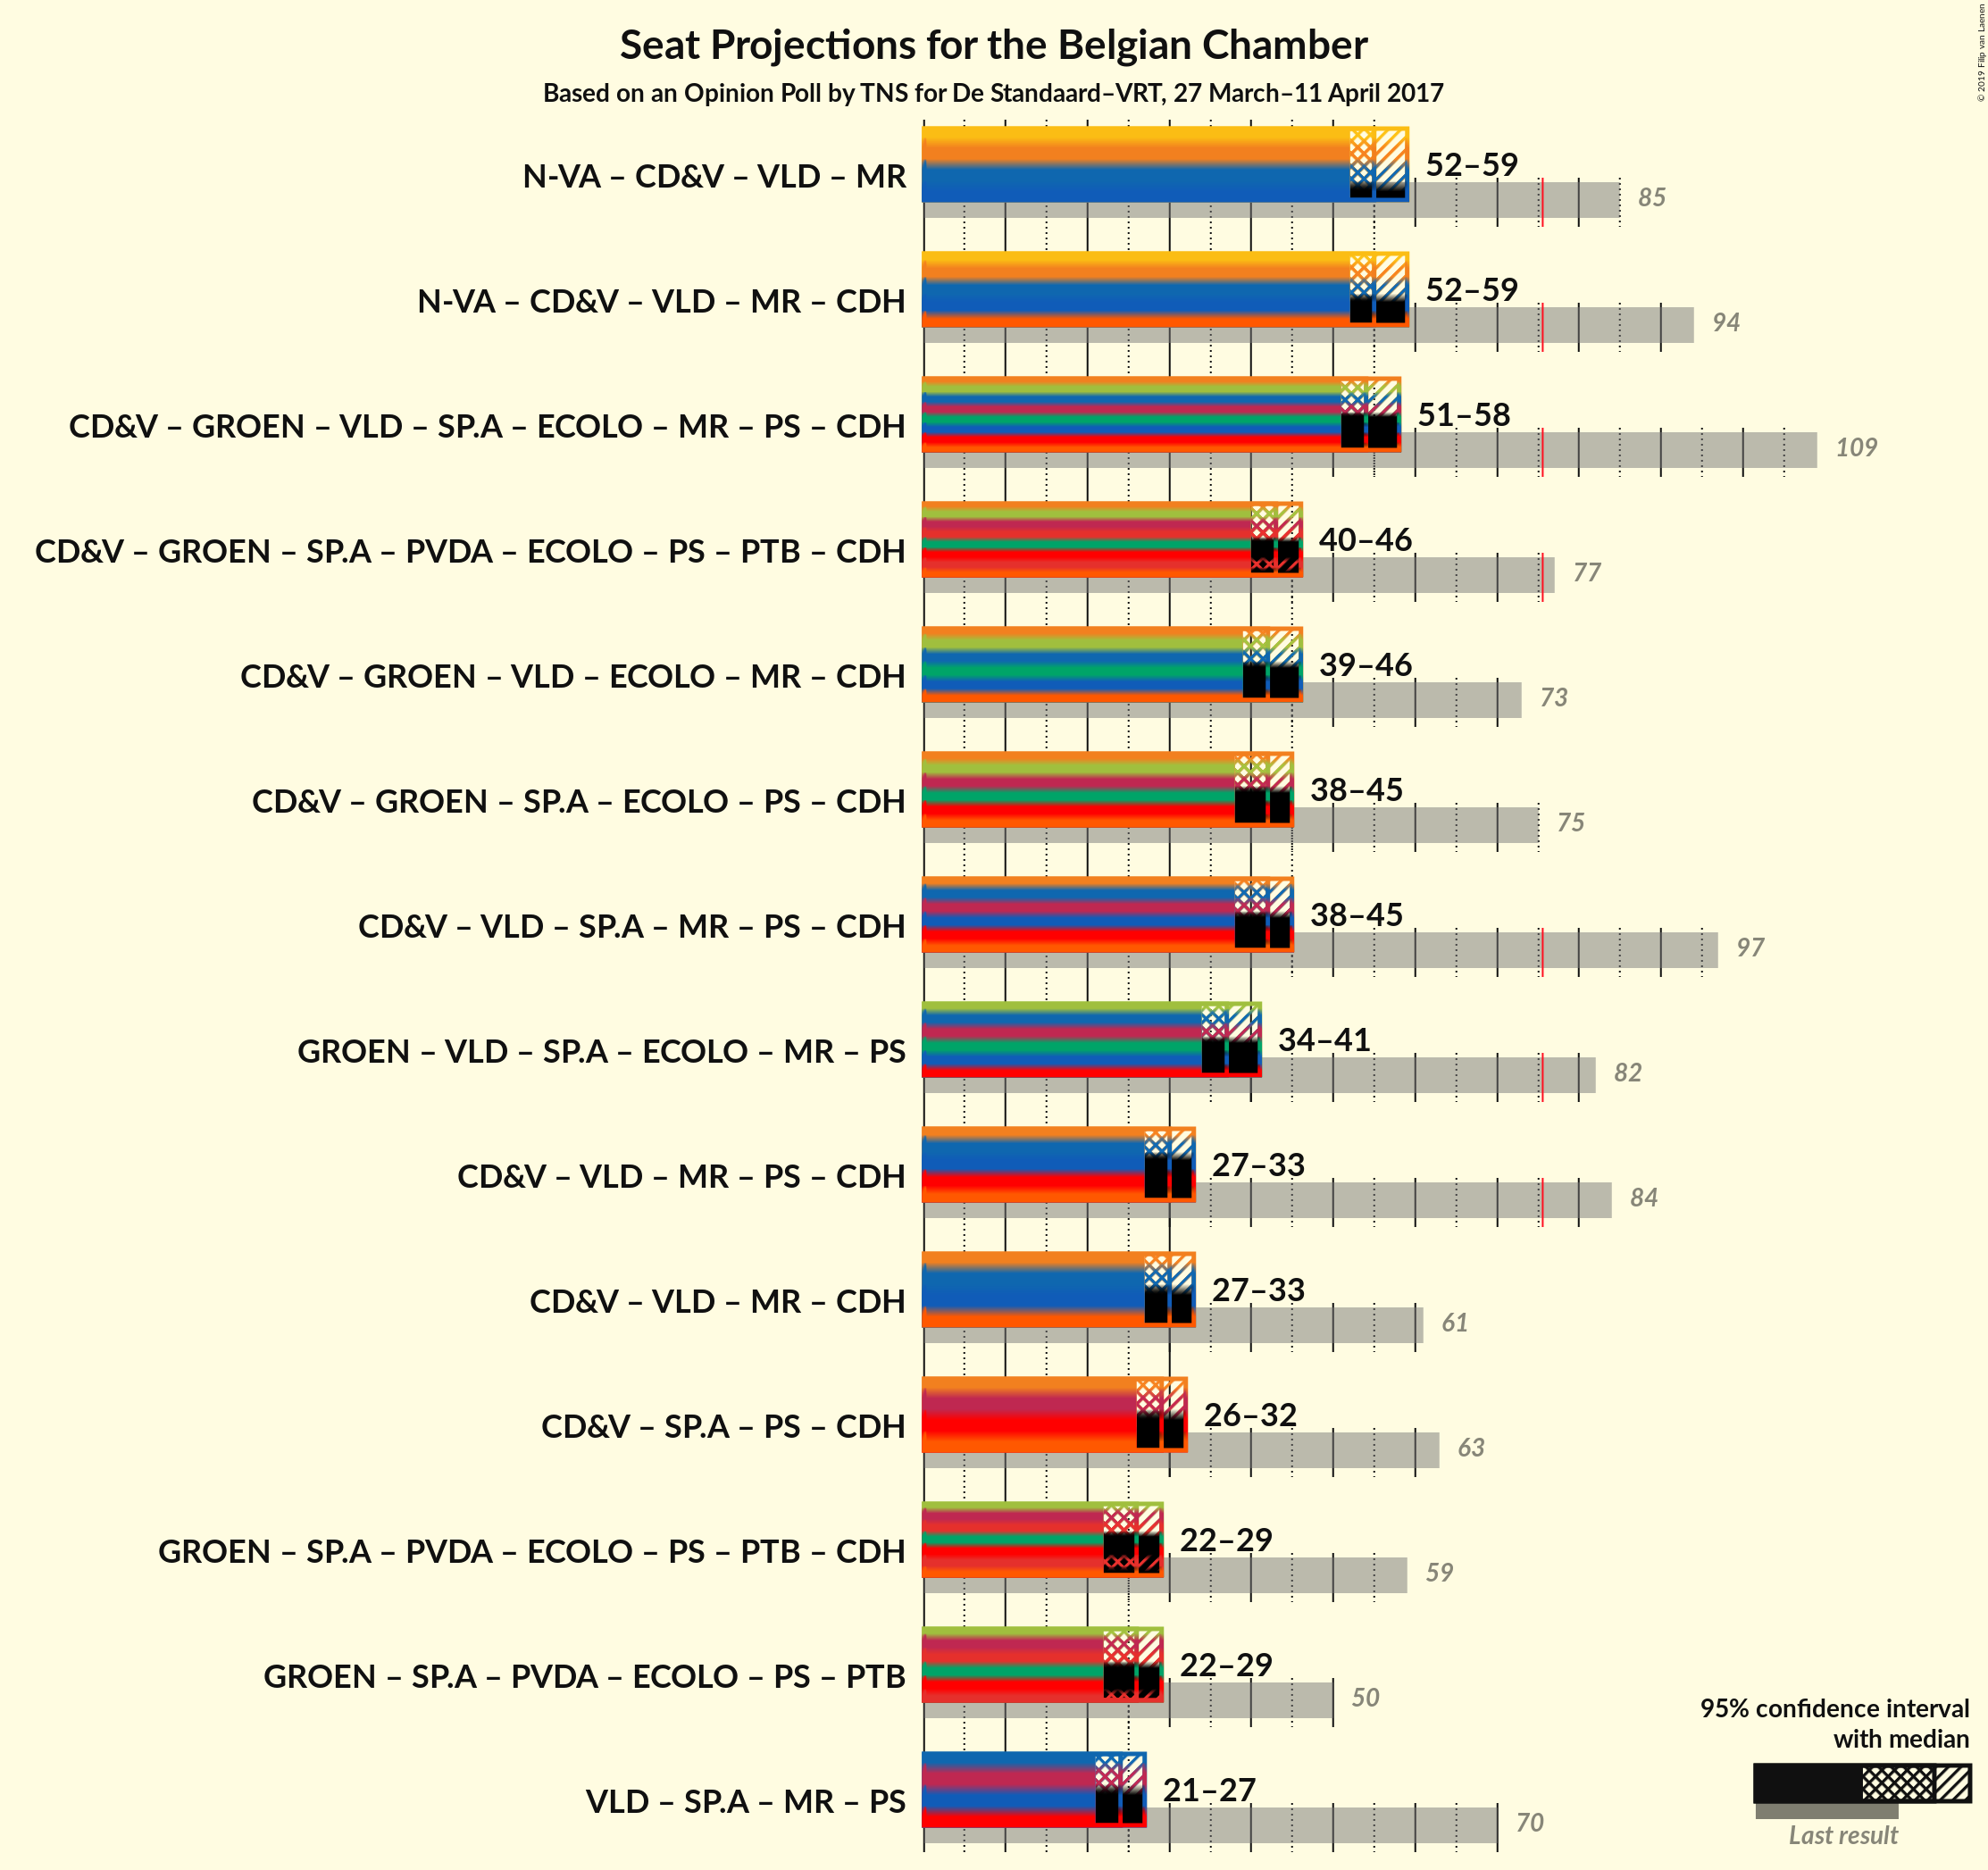 Seat Projections for the Belgian Chamber
Based on an Opinion Poll by TNS for De Standaard–VRT, 27 March–11 April 2017
© 2019 Filip van Laenen
N-VA – CD&V – VLD – MR
52–59
85
N-VA – CD&V – VLD – MR – CDH
52–59
94
CD&V – GROEN – VLD – SP.A – ECOLO – MR – PS – CDH
51–58
109
CD&V – GROEN – SP.A – PVDA – ECOLO – PS – PTB – CDH
40–46
77
CD&V – GROEN – VLD – ECOLO – MR – CDH
39–46
73
CD&V – GROEN – SP.A – ECOLO – PS – CDH
38–45
75
CD&V – VLD – SP.A – MR – PS – CDH
38–45
97
GROEN – VLD – SP.A – ECOLO – MR – PS
34–41
82
CD&V – VLD – MR – PS – CDH
27–33
84
CD&V – VLD – MR – CDH
27–33
61
CD&V – SP.A – PS – CDH
26–32
63
GROEN – SP.A – PVDA – ECOLO – PS – PTB – CDH
22–29
59
GROEN – SP.A – PVDA – ECOLO – PS – PTB
22–29
50
VLD – SP.A – MR – PS
21–27
70
95% confidence interval
with median
Last result